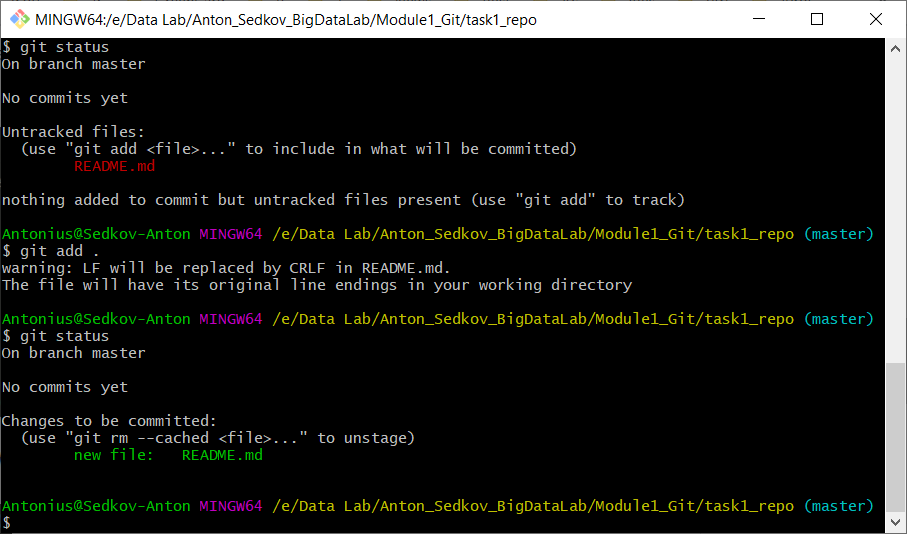 MINGW64:/e/Data Lab/Anton_Sedkov_BigDataLab/Module1_Git/task1_repo
$ git status
On branch master
No commits yet
Untracked files:
  (use "git add <file>..." to include in what will be committed)
        README.md
nothing added to commit but untracked files present (use "git add" to track)
Antonius@Sedkov-Anton MINGW64 /e/Data Lab/Anton_Sedkov_BigDataLab/Module1_Git/task1_repo (master)
$ git add .
warning: LF will be replaced by CRLF in README.md.
The file will have its original line endings in your working directory
Antonius@Sedkov-Anton MINGW64 /e/Data Lab/Anton_Sedkov_BigDataLab/Module1_Git/task1_repo (master)
$ git status
On branch master
No commits yet
Changes to be committed:
  (use "git rm --cached <file>..." to unstage)
        new file:   README.md
Antonius@Sedkov-Anton MINGW64 /e/Data Lab/Anton_Sedkov_BigDataLab/Module1_Git/task1_repo (master)
$